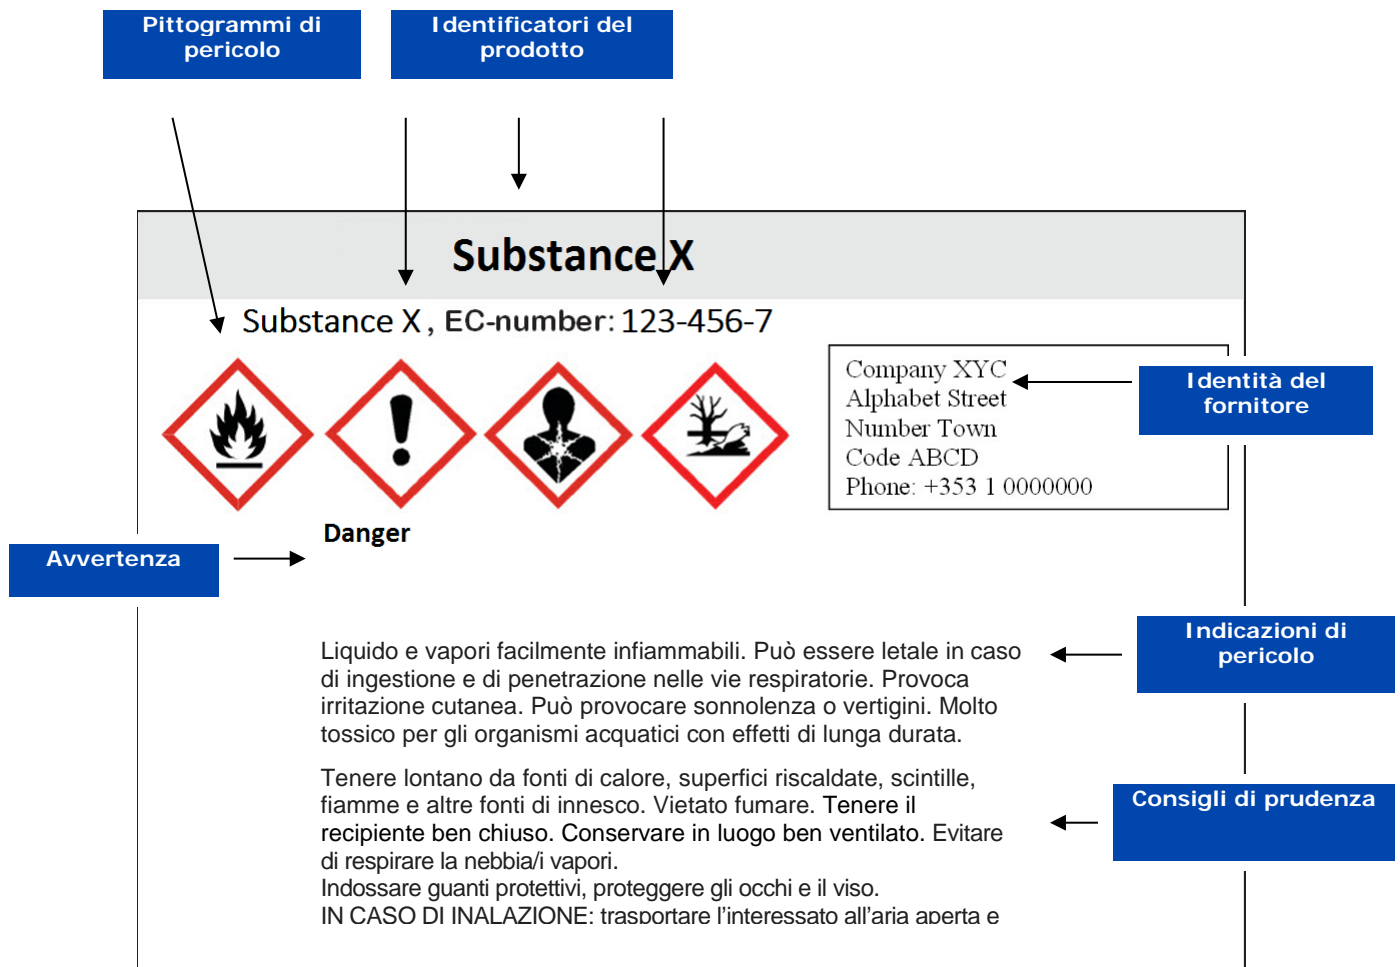 Pittogrammi di
pericolo
Identificatori del
prodotto
Substance X
Substance X, EC-number: 123-456-7
Company XYC
Alphabet Street
Number Town
Code ABCD
Phone: +353 1 0000000
Identità del
fornitore
Danger
Avvertenza
Liquido e vapori facilmente infiammabili. Può essere letale in caso
di ingestione e di penetrazione nelle vie respiratorie. Provoca
irritazione cutanea. Può provocare sonnolenza o vertigini. Molto
tossico per gli organismi acquatici con effetti di lunga durata.
Indicazioni di
pericolo
Tenere lontano da fonti di calore, superfici riscaldate, scintille,
fiamme e altre fonti di innesco. Vietato fumare. Tenere il
recipiente ben chiuso. Conservare in luogo ben ventilato. Evitare
di respirare la nebbia/i vapori.
Indossare guanti protettivi, proteggere gli occhi e il viso.
IN CASO DI INALAZIONE: trasportare l’interessato all’aria aperta e
Consigli di prudenza